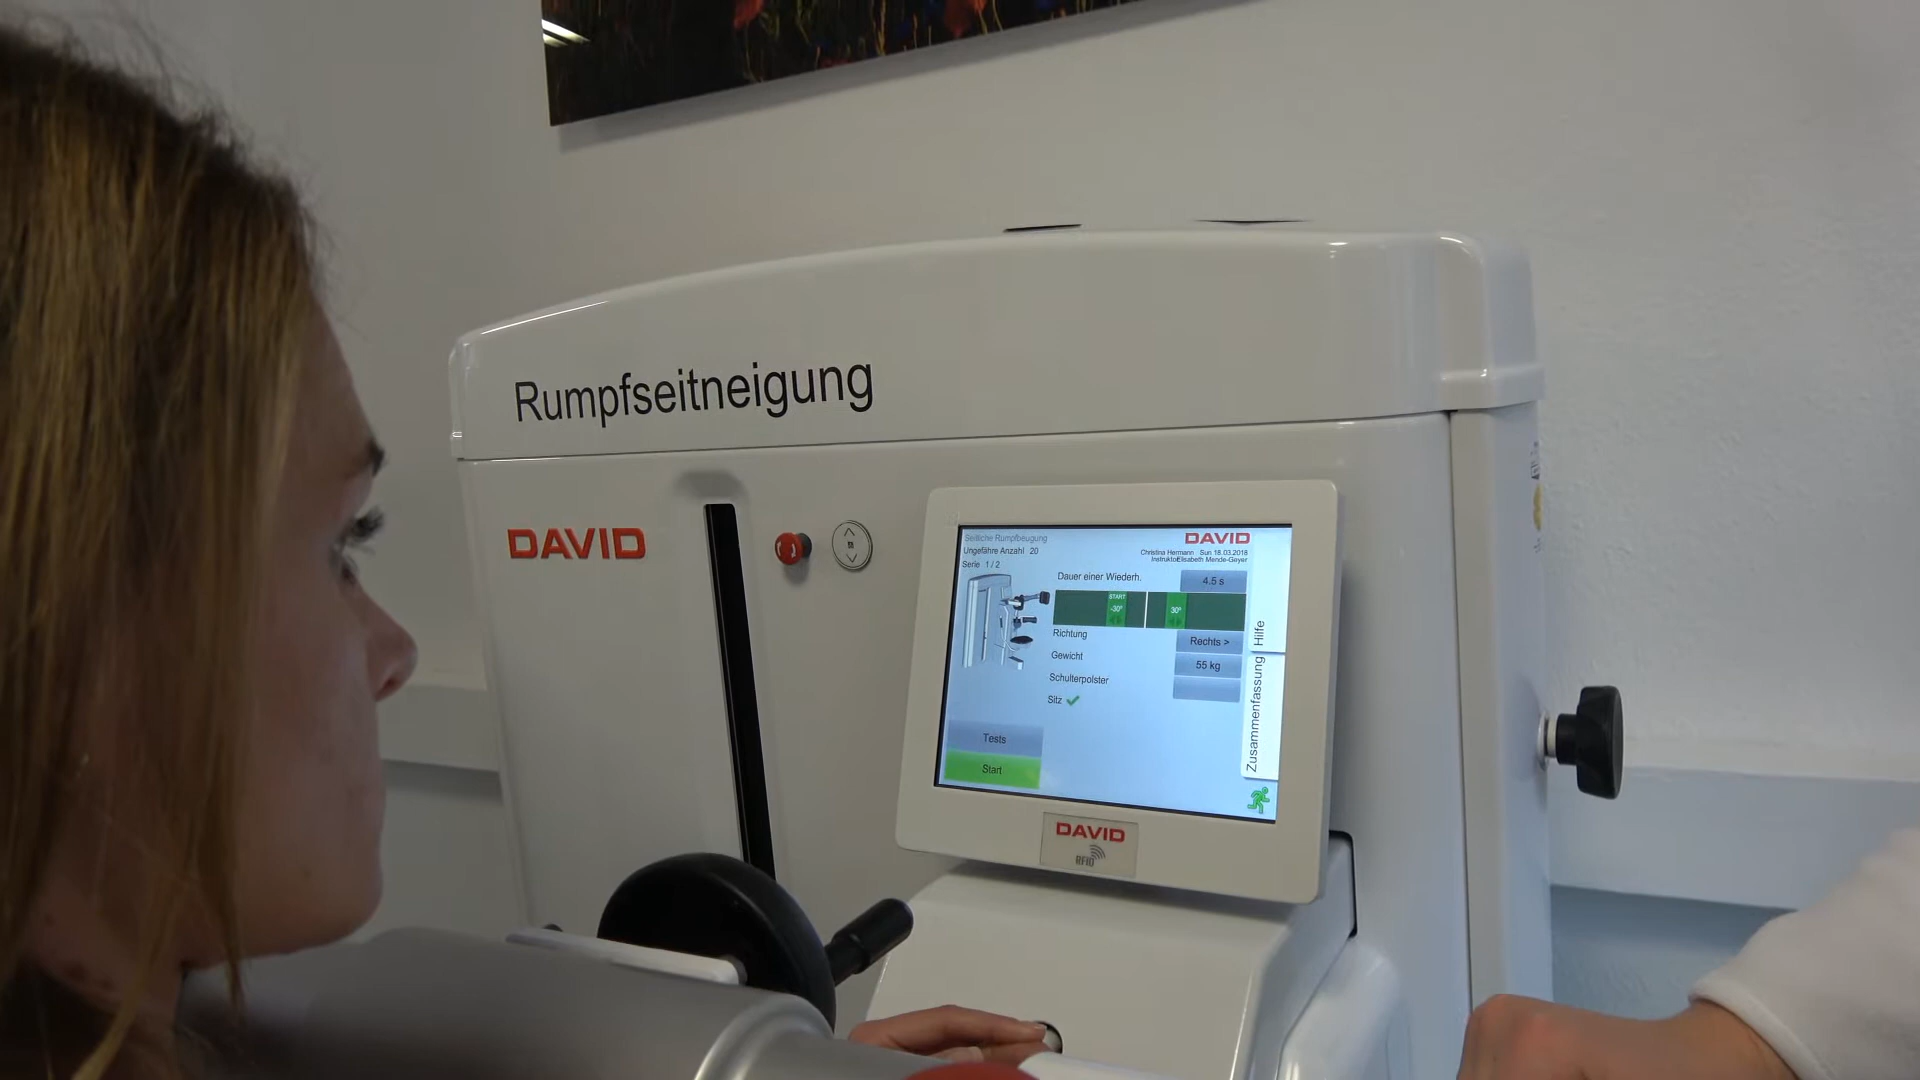 Rumpfseitneigung
DAVID
Seitliche Rumpfbeugung
DAVID
Ungefähre Anzahl 20
Christina Hermann Sun 18.03.2018
Instruktor Elisabeth Mende-Geyer
Serie 1 / 2
Dauer einer Wiederh.
4.5 s
START
-30°
30°
Richtung
Rechts >
Gewicht
55 kg
Schulterpolster
Sitz
Hilfe
Zusammenfassung
Tests
Start
DAVID
RFID